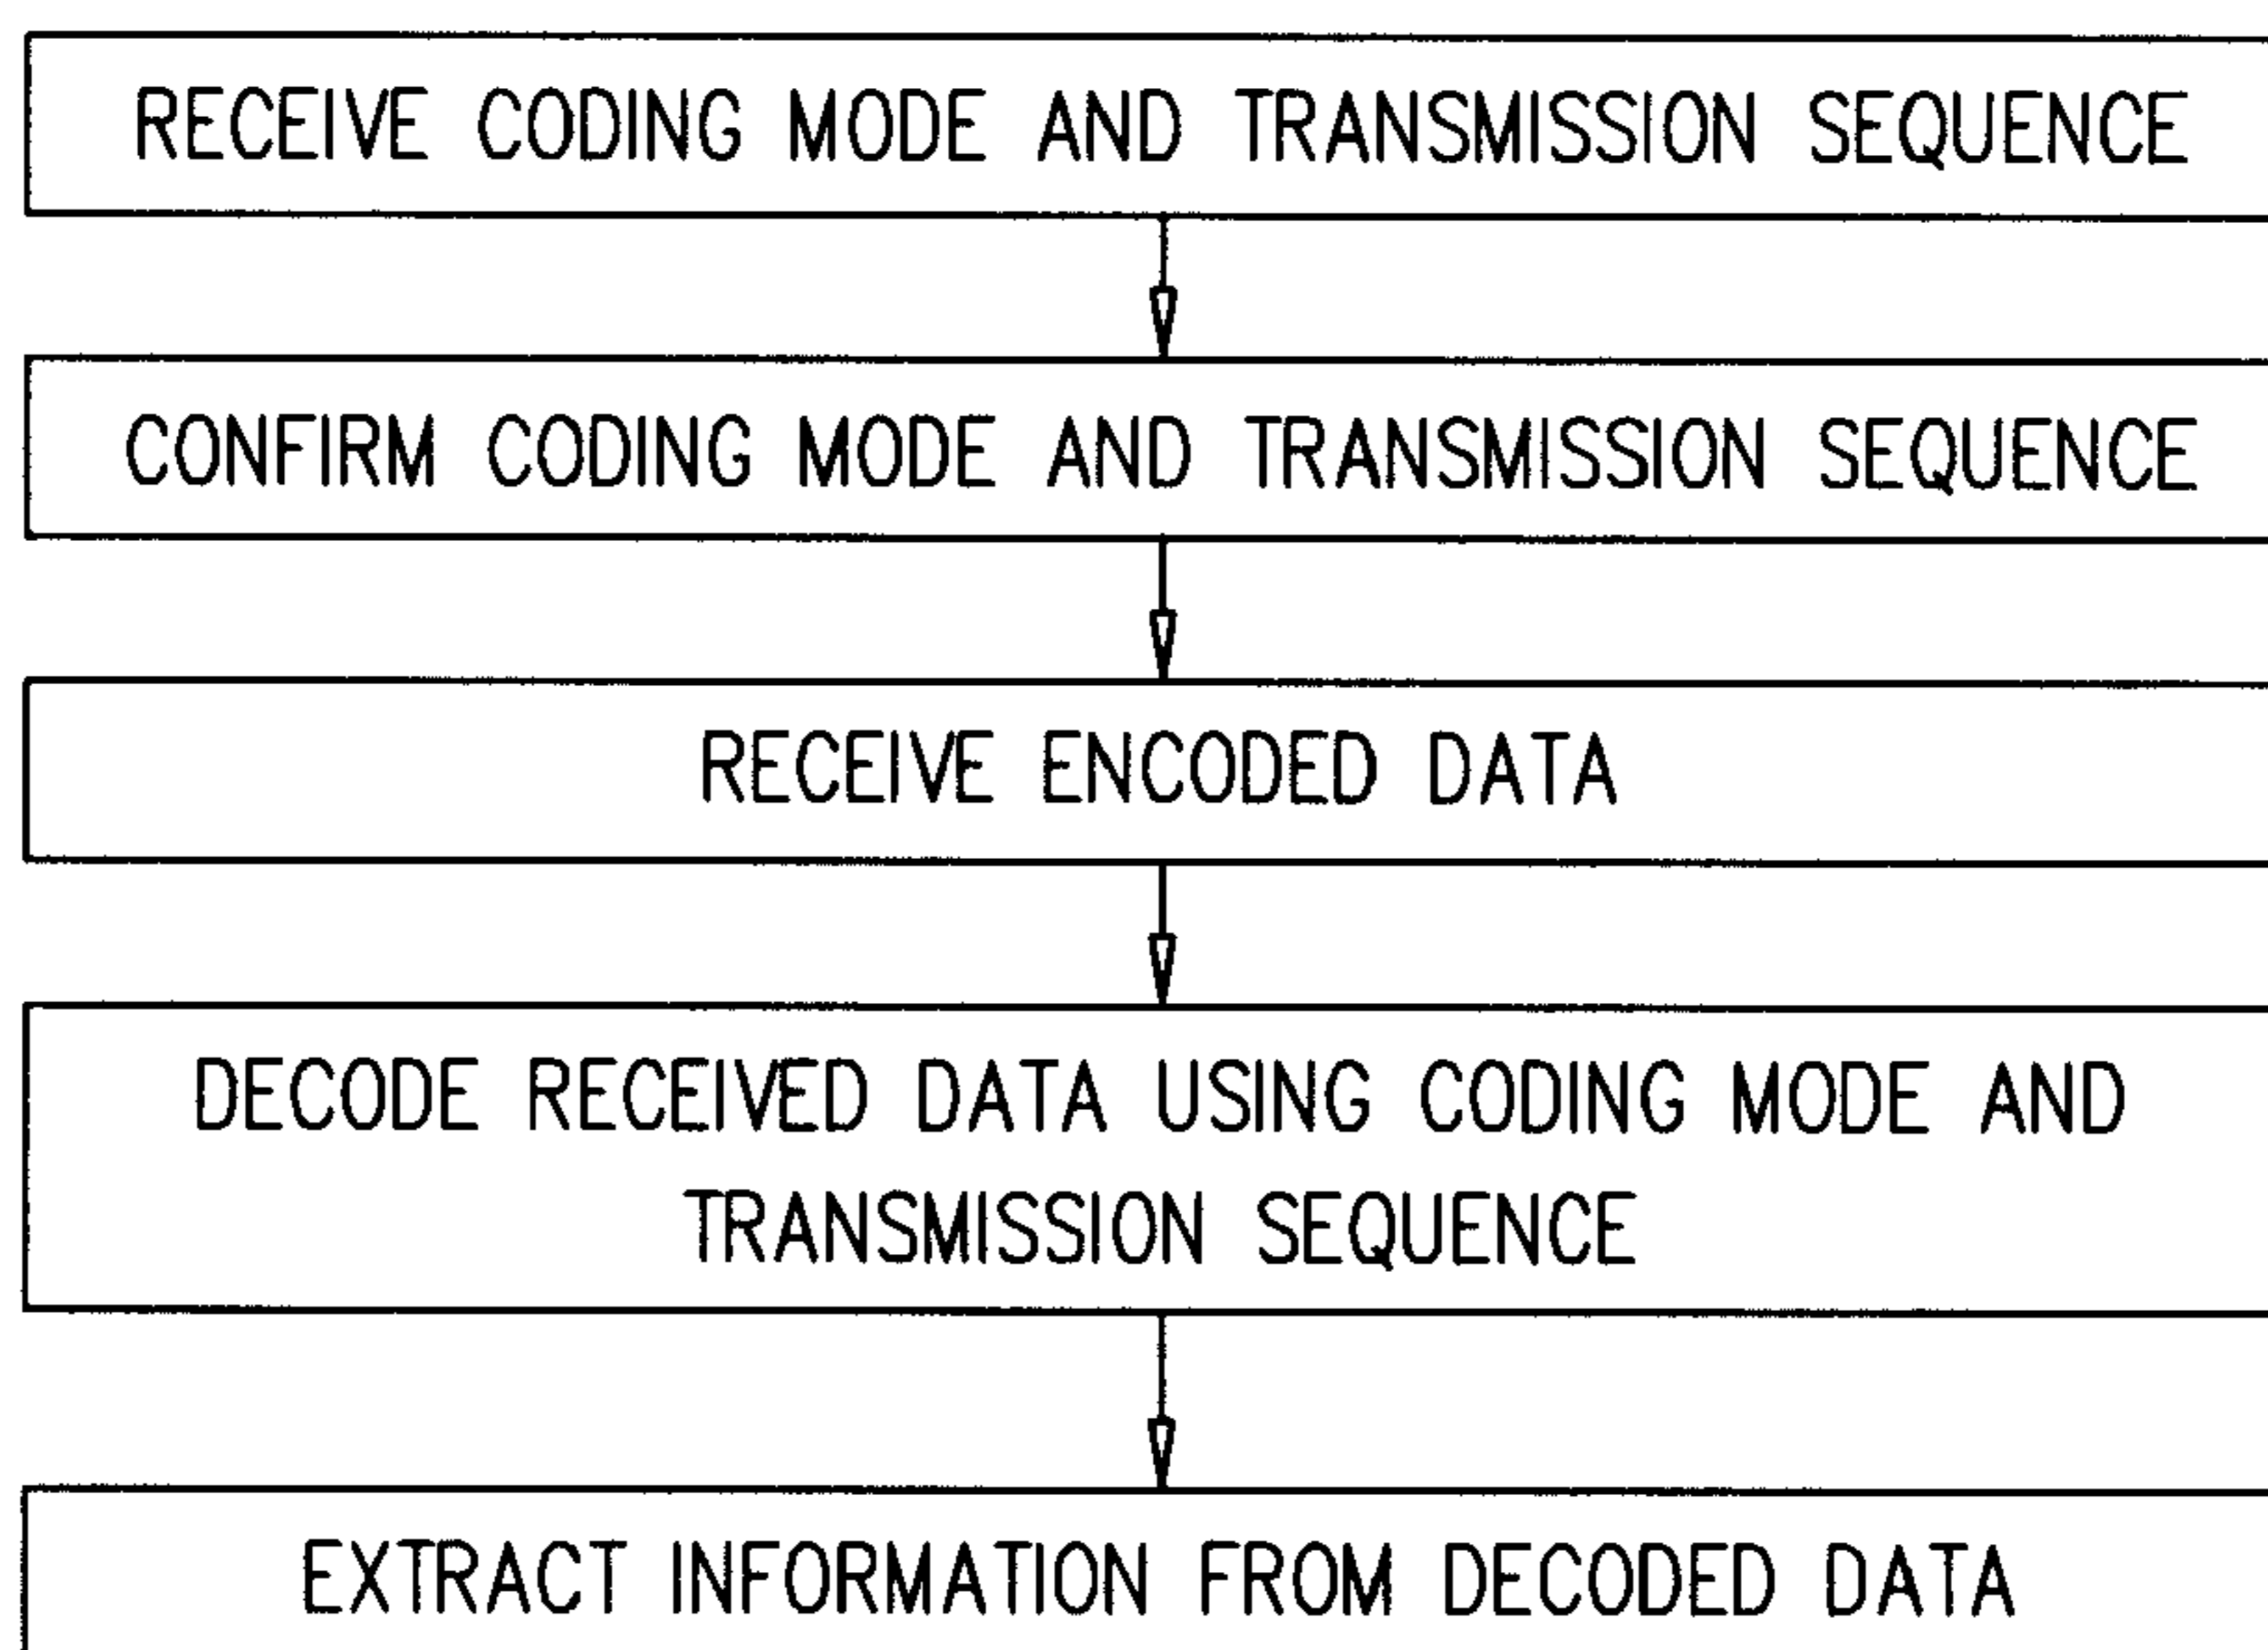 RECEIVE CODING MODE AND TRANSMISSION SEQUENCE
CONFIRM CODING MODE AND TRANSMISSION SEQUENCE
RECEIVE ENCODED DATA
DECODE RECEIVED DATA USING CODING MODE AND
TRANSMISSION SEQUENCE
EXTRACT INFORMATION FROM DECODED DATA